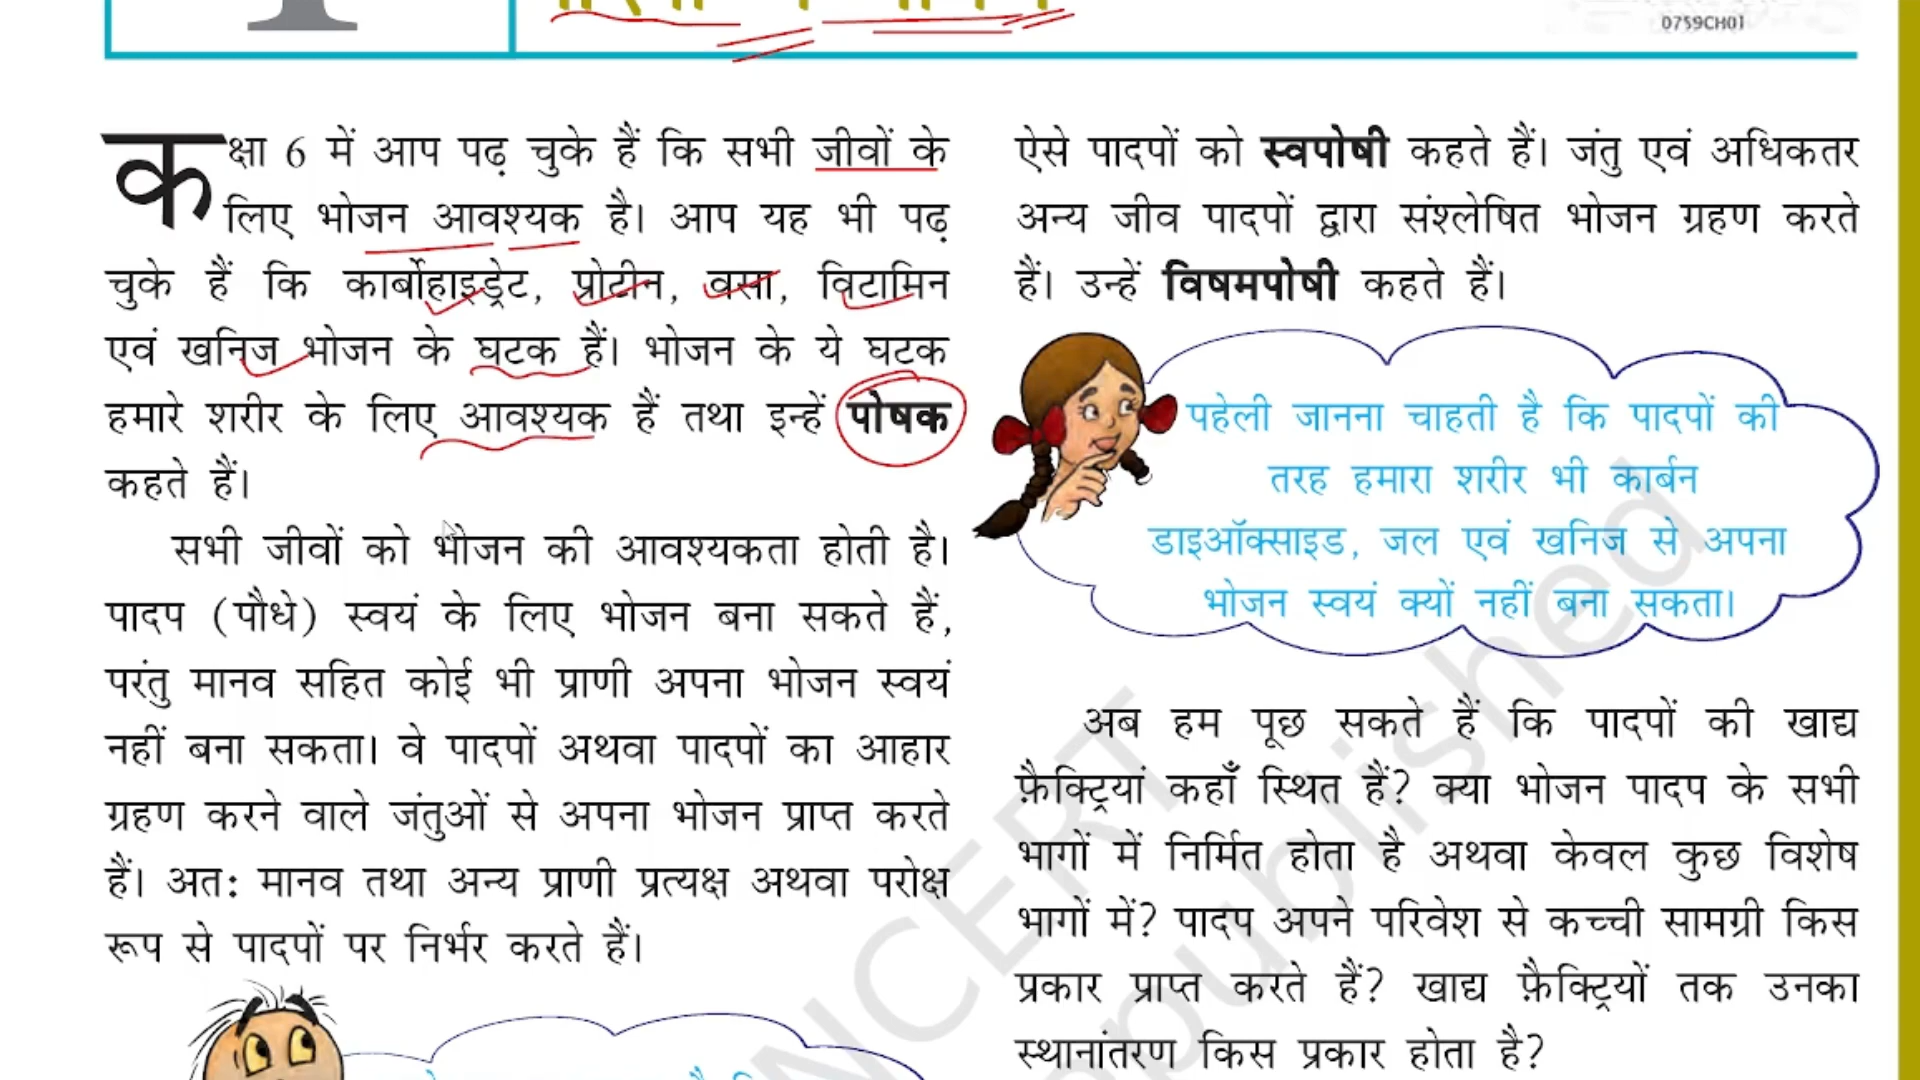 0759CH01
कक्षा 6 में आप पढ़ चुके हैं कि सभी जीवों के
लिए भोजन आवश्यक है। आप यह भी पढ़
चुके हैं कि कार्बोहाइड्रेट, प्रोटीन, वसा, विटामिन
एवं खनिज भोजन के घटक हैं। भोजन के ये घटक
हमारे शरीर के लिए आवश्यक हैं तथा इन्हें पोषक
कहते हैं।
सभी जीवों को भोजन की आवश्यकता होती है।
पादप (पौधे) स्वयं के लिए भोजन बना सकते हैं,
परंतु मानव सहित कोई भी प्राणी अपना भोजन स्वयं
नहीं बना सकता। वे पादपों अथवा पादपों का आहार
ग्रहण करने वाले जंतुओं से अपना भोजन प्राप्त करते
हैं। अत: मानव तथा अन्य प्राणी प्रत्यक्ष अथवा परोक्ष
रूप से पादपों पर निर्भर करते हैं।
ऐसे पादपों को स्वपोषी कहते हैं। जंतु एवं अधिकतर
अन्य जीव पादपों द्वारा संश्लेषित भोजन ग्रहण करते
हैं। उन्हें विषमपोषी कहते हैं।
पहेली जानना चाहती है कि पादपों की
तरह हमारा शरीर भी कार्बन
डाइऑक्साइड, जल एवं खनिज से अपना
भोजन स्वयं क्यों नहीं बना सकता।
अब हम पूछ सकते हैं कि पादपों की खाद्य
फ़ैक्ट्रियां कहाँ स्थित हैं? क्या भोजन पादप के सभी
भागों में निर्मित होता है अथवा केवल कुछ विशेष
भागों में? पादप अपने परिवेश से कच्ची सामग्री किस
प्रकार प्राप्त करते हैं? खाद्य फ़ैक्ट्रियों तक उनका
स्थानांतरण किस प्रकार होता है?
NCERT
published